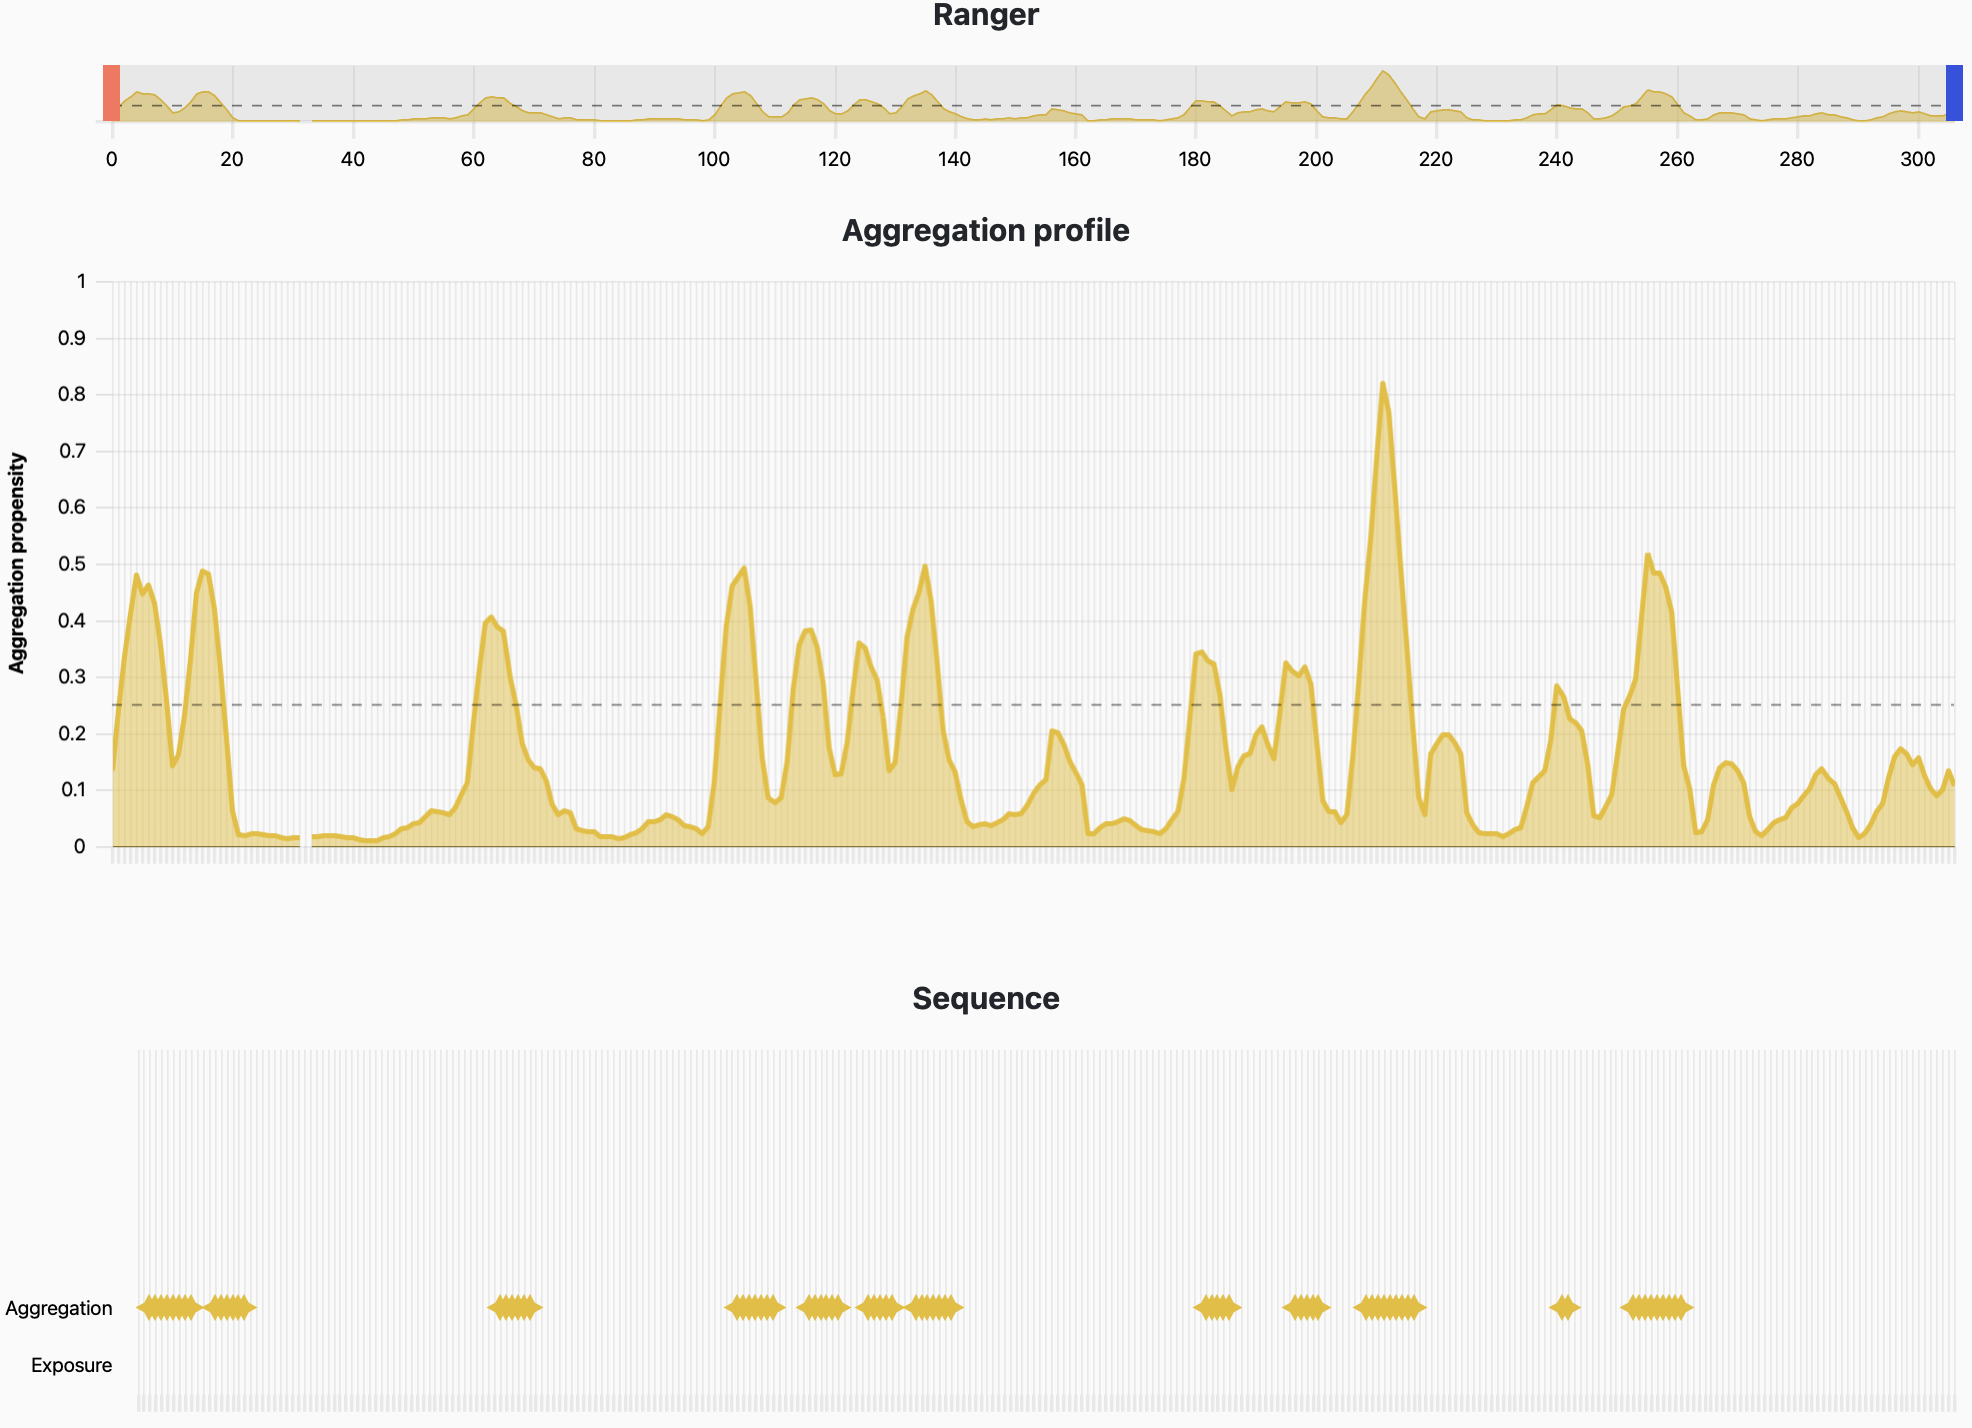 Ranger
0 20 40 60 80 100 120 140 160 180 200 220 240 260 280 300
Aggregation profile
Aggregation propensity
1
0.9
0.8
0.7
0.6
0.5
0.4
0.3
0.2
0.1
0
Sequence
Aggregation
Exposure